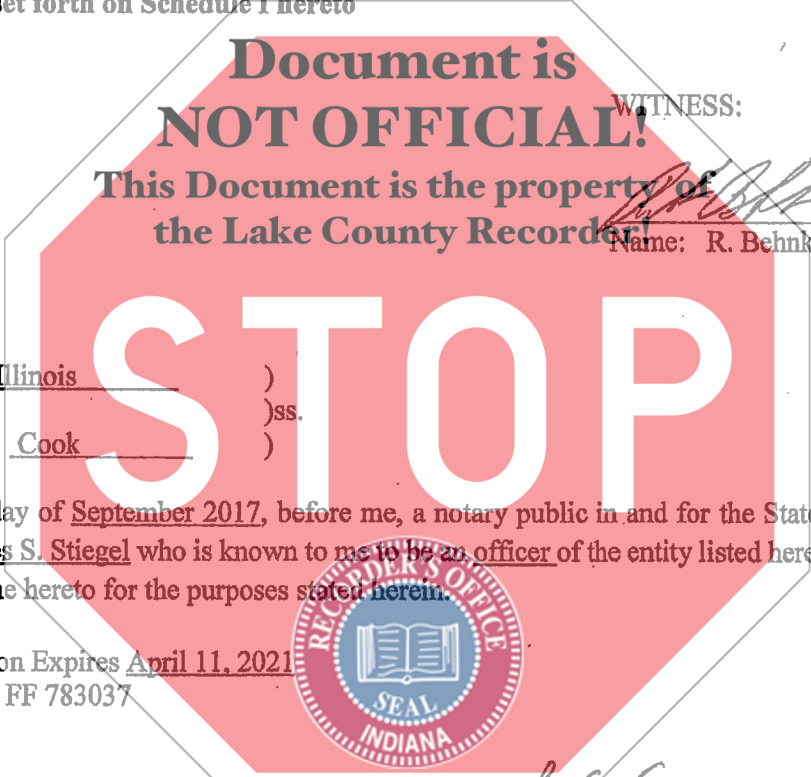 set forth on Schedule I hereto
Document is
NOT OFFICIAL!
WITNESS:
This Document is the property of
the Lake County Recorder!
Name: R. Behnk
STOP
Illinois )
)ss.
Cook )
day of September 2017, before me, a notary public in and for the State
s S. Stiegel who is known to me to be an officer of the entity listed here
e hereto for the purposes stated herein.
on Expires April 11, 2021
FF 783037
RECORDER'S OFFICE
SEAL
INDIANA